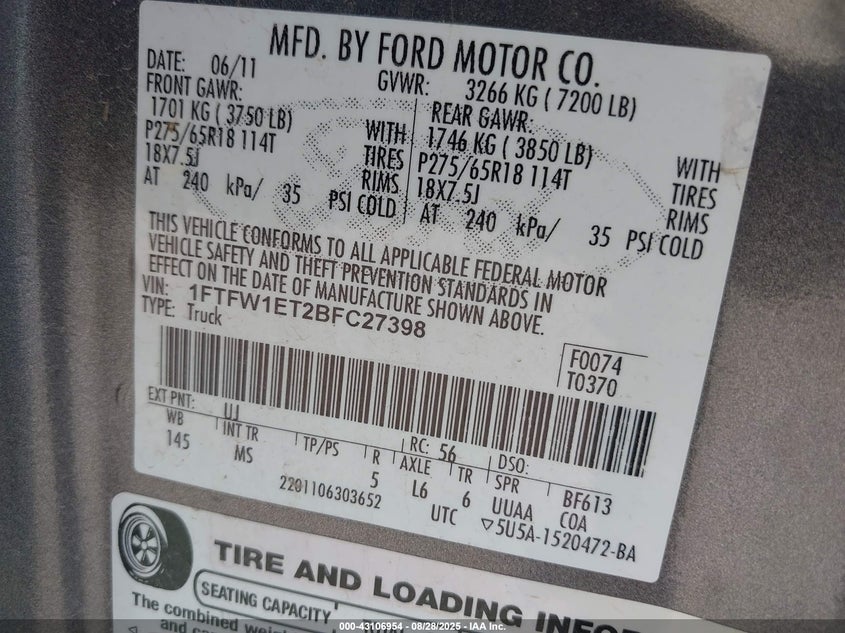 MFD. BY FORD MOTOR CO.
DATE: 06/11 GVWR: 3266 KG ( 7200 LB)
FRONT GAWR: REAR GAWR:
1701 KG ( 3750 LB) WITH 1746 KG ( 3850 LB) WITH
P275/65R18 114T TIRES P275/65R18 114T TIRES
18X7.5J RIMS 18X7.5J RIMS
AT 240 kPa/ 35 PSI COLD AT 240 kPa/ 35 PSI COLD
THIS VEHICLE CONFORMS TO ALL APPLICABLE FEDERAL MOTOR
VEHICLE SAFETY AND THEFT PREVENTION STANDARDS IN
EFFECT ON THE DATE OF MANUFACTURE SHOWN ABOVE.
VIN: 1FTFW1ET2BFC27398
TYPE: Truck
F0074
T0370
EXT PNT: UJ RC: 56 DSO:
WB INT TR TP/PS R AXLE TR SPR BF613
145 MS 5 L6 6 UUAA COA
2201106303652 UTC ▽5U5A-1520472-BA
TIRE AND LOADING INFOR
SEATING CAPACITY
The combined weigh
and
000-43106954 - 08/28/2025 - IAA Inc.